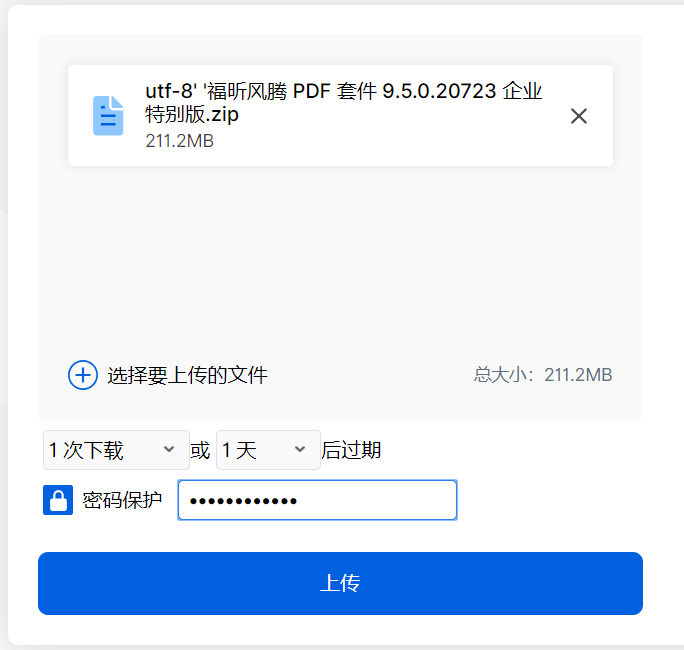 utf-8' '福昕风腾 PDF 套件 9.5.0.20723 企业
特别版.zip
211.2MB
选择要上传的文件
总大小：211.2MB
1 次下载 或 1 天 后过期
密码保护 ••••••••••••
上传